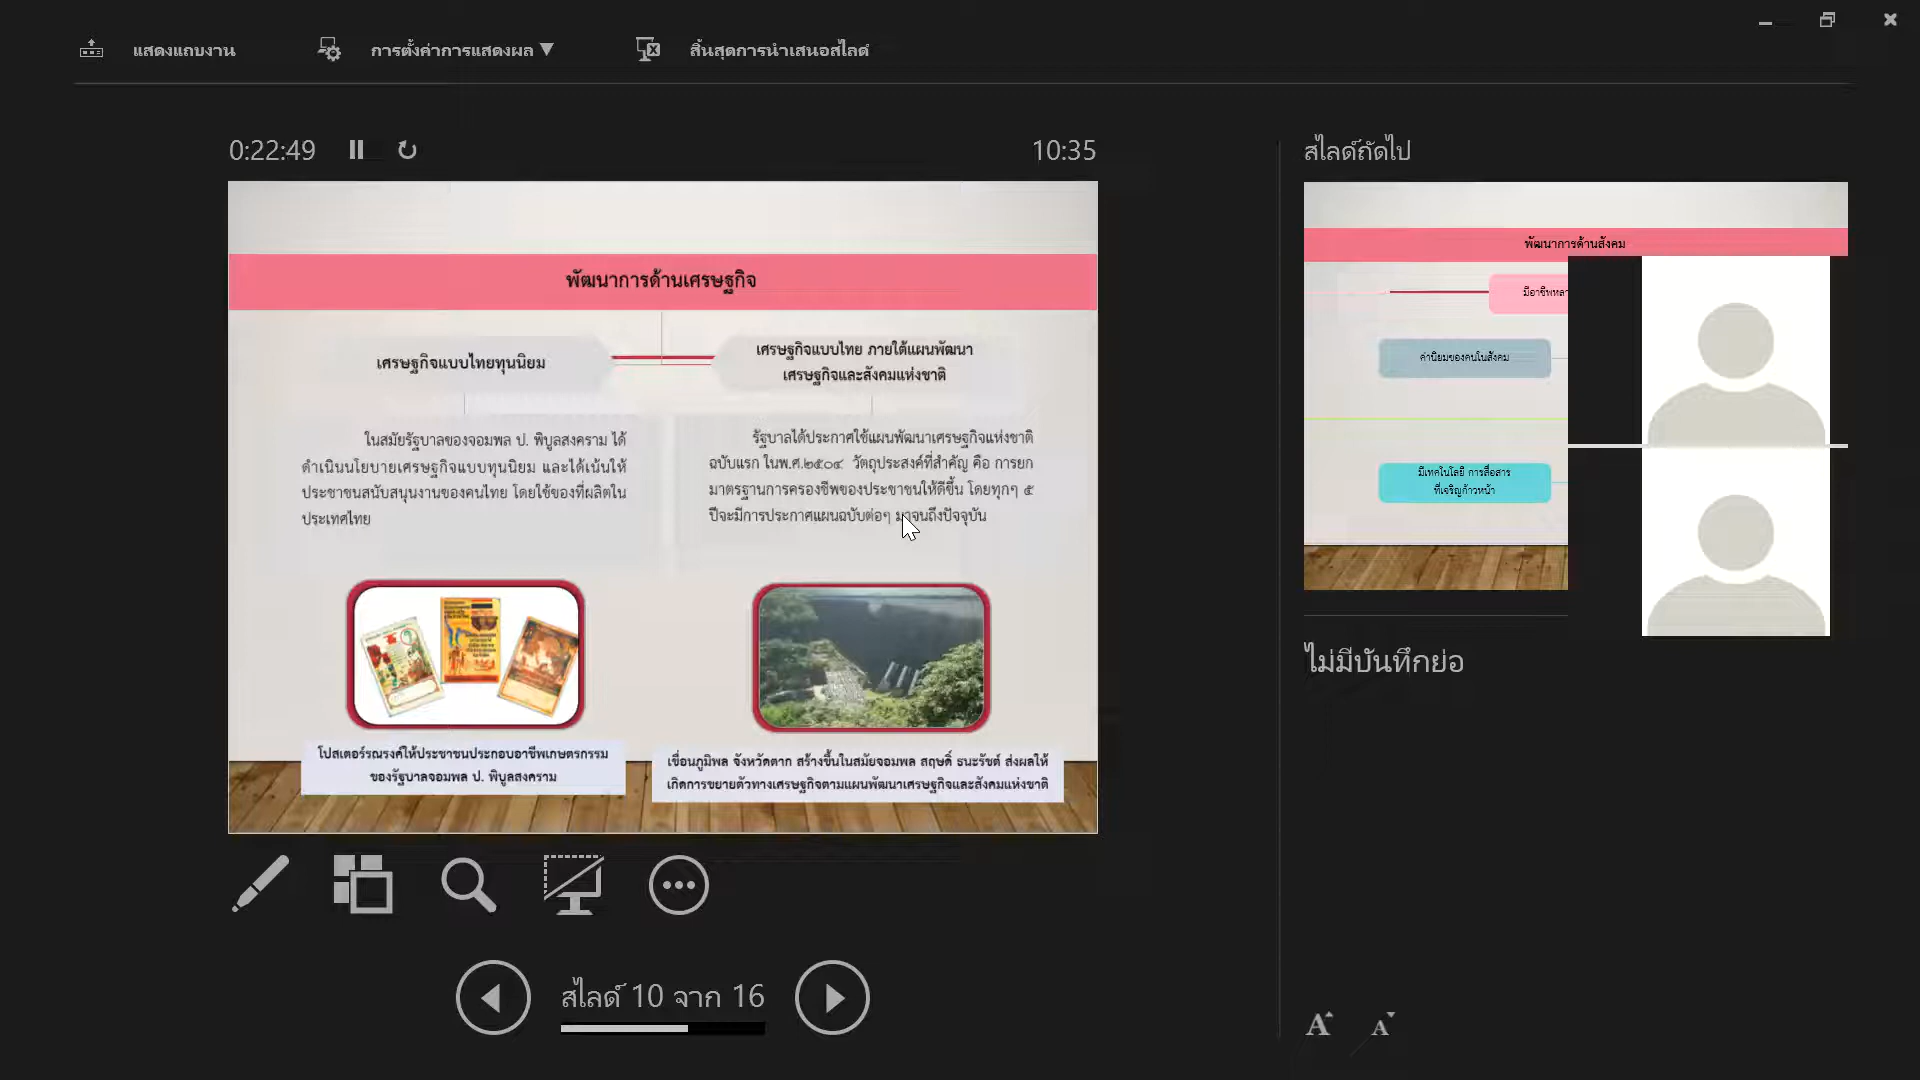 แสดงแถบงาน
การตั้งค่าการแสดงผล ▼
สิ้นสุดการนำเสนอสไลด์
0:22:49
10:35
พัฒนาการด้านเศรษฐกิจ
เศรษฐกิจแบบไทยทุนนิยม
เศรษฐกิจแบบไทย ภายใต้แผนพัฒนา
เศรษฐกิจและสังคมแห่งชาติ
ในสมัยรัฐบาลของจอมพล ป. พิบูลสงคราม ได้
ดำเนินนโยบายเศรษฐกิจแบบทุนนิยม และได้เน้นให้
ประชาชนสนับสนุนงานของคนไทย โดยใช้ของที่ผลิตใน
ประเทศไทย
รัฐบาลได้ประกาศใช้แผนพัฒนาเศรษฐกิจแห่งชาติ
ฉบับแรก ในพ.ศ.๒๕๐๔ วัตถุประสงค์ที่สำคัญ คือ การยก
มาตรฐานการครองชีพของประชาชนให้ดีขึ้น โดยทุกๆ ๕
ปีจะมีการประกาศแผนฉบับต่อๆ มาจนถึงปัจจุบัน
โปสเตอร์รณรงค์ให้ประชาชนประกอบอาชีพเกษตรกรรม
ของรัฐบาลจอมพล ป. พิบูลสงคราม
เขื่อนภูมิพล จังหวัดตาก สร้างขึ้นในสมัยจอมพล สฤษดิ์ ธนะรัชต์ ส่งผลให้
เกิดการขยายตัวทางเศรษฐกิจตามแผนพัฒนาเศรษฐกิจและสังคมแห่งชาติ
สไลด์ 10 จาก 16
สไลด์ถัดไป
พัฒนาการด้านสังคม
มีอาชีพหลา
ค่านิยมของคนในสังคม
มีเทคโนโลยี การสื่อสาร
ที่เจริญก้าวหน้า
ไม่มีบันทึกย่อ
A A